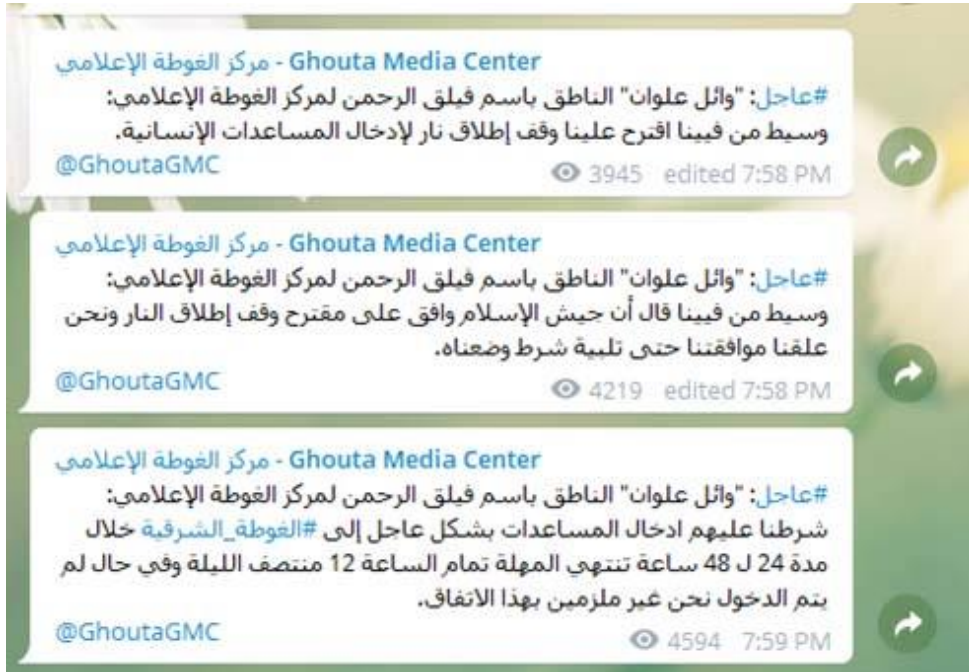 Ghouta Media Center - مركز الغوطة الإعلامي
#عاجل: "وائل علوان" الناطق باسم فيلق الرحمن لمركز الغوطة الإعلامي:
وسيط من فيينا اقترح علينا وقف إطلاق نار لإدخال المساعدات الإنسانية.
@GhoutaGMC
3945 edited 7:58 PM
Ghouta Media Center - مركز الغوطة الإعلامي
#عاجل: "وائل علوان" الناطق باسم فيلق الرحمن لمركز الغوطة الإعلامي:
وسيط من فيينا قال أن جيش الإسلام وافق على مقترح وقف إطلاق النار ونحن
علقنا موافقتنا حتى تلبية شرط وضعناه.
@GhoutaGMC
4219 edited 7:58 PM
Ghouta Media Center - مركز الغوطة الإعلامي
#عاجل: "وائل علوان" الناطق باسم فيلق الرحمن لمركز الغوطة الإعلامي:
شرطنا عليهم ادخال المساعدات بشكل عاجل إلى #الغوطة_الشرقية خلال
مدة 24 ل 48 ساعة تنتهي المهلة تمام الساعة 12 منتصف الليلة وفي حال لم
يتم الدخول نحن غير ملزمين بهذا الاتفاق.
@GhoutaGMC
4594 7:59 PM